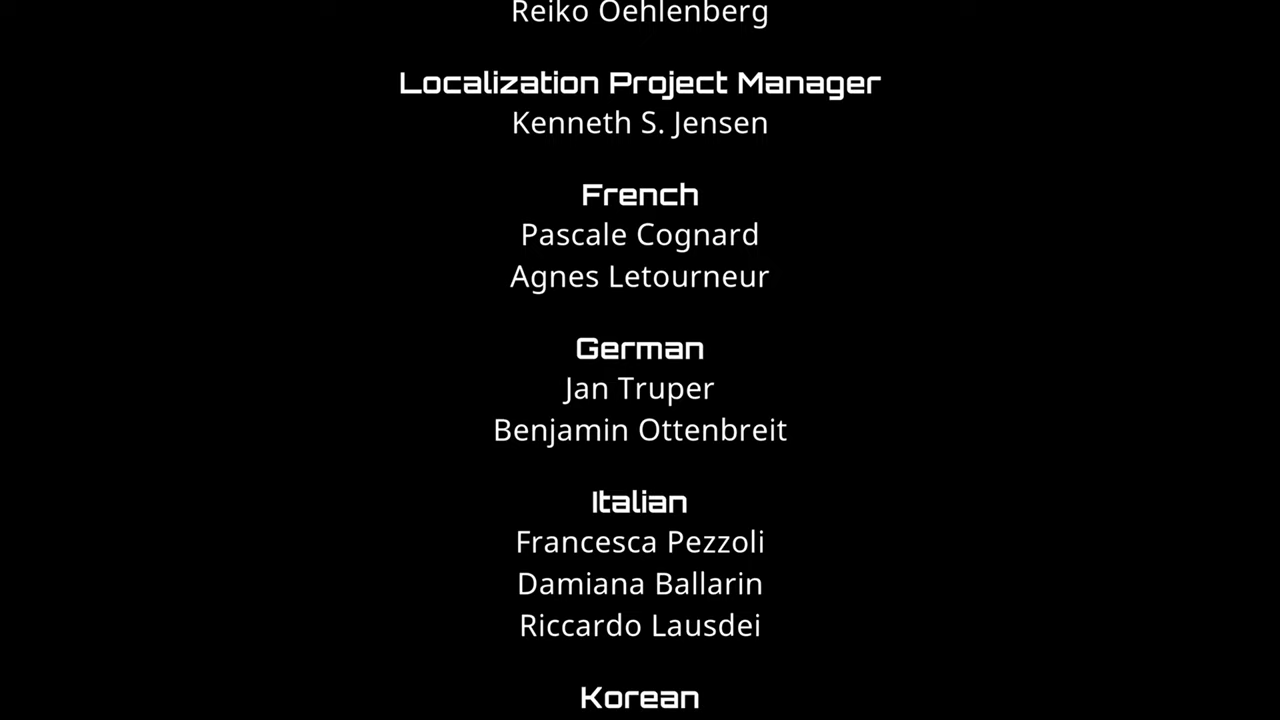 Reiko Oehlenberg
Localization Project Manager
Kenneth S. Jensen
French
Pascale Cognard
Agnes Letourneur
German
Jan Truper
Benjamin Ottenbreit
Italian
Francesca Pezzoli
Damiana Ballarin
Riccardo Lausdei
Korean